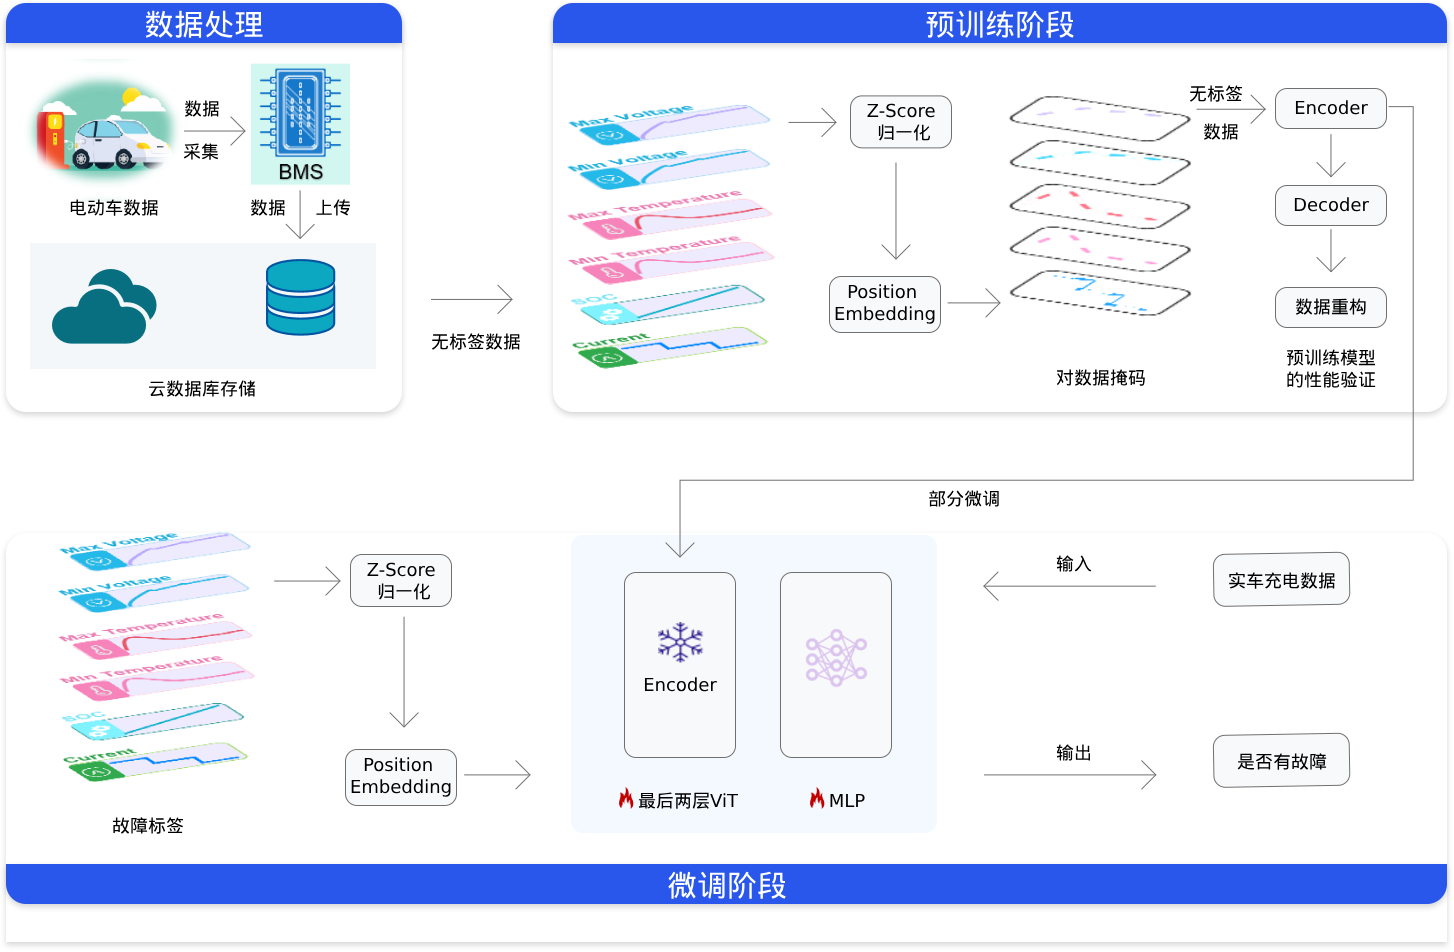 数据处理
数据
采集
BMS
电动车数据
数据
上传
云数据库存储
无标签数据
预训练阶段
Max Voltage
Min Voltage
Max Temperature
Min Temperature
SOC
Current
Z-Score
归一化
Position
Embedding
对数据掩码
无标签
数据
Encoder
Decoder
数据重构
预训练模型
的性能验证
部分微调
Max Voltage
Min Voltage
Max Temperature
Min Temperature
SOC
Current
故障标签
Z-Score
归一化
Position
Embedding
Encoder
最后两层ViT
MLP
输入
实车充电数据
输出
是否有故障
微调阶段